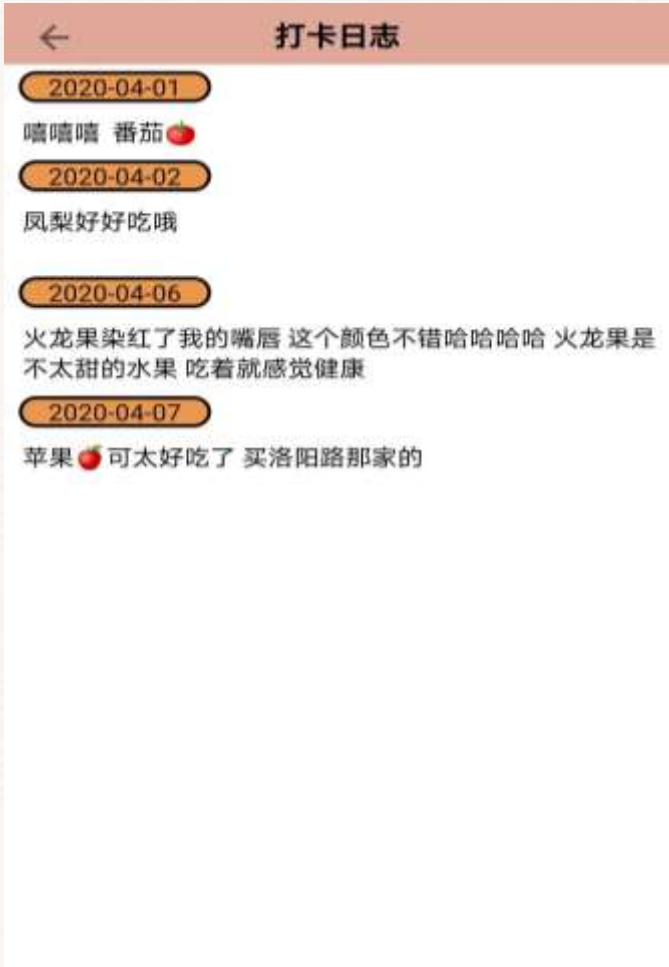 打卡日志
2020-04-01
嘻嘻嘻 番茄🍅
2020-04-02
凤梨好好吃哦
2020-04-06
火龙果染红了我的嘴唇 这个颜色不错哈哈哈哈 火龙果是
不太甜的水果 吃着就感觉健康
2020-04-07
苹果🍎可太好吃了 买洛阳路那家的